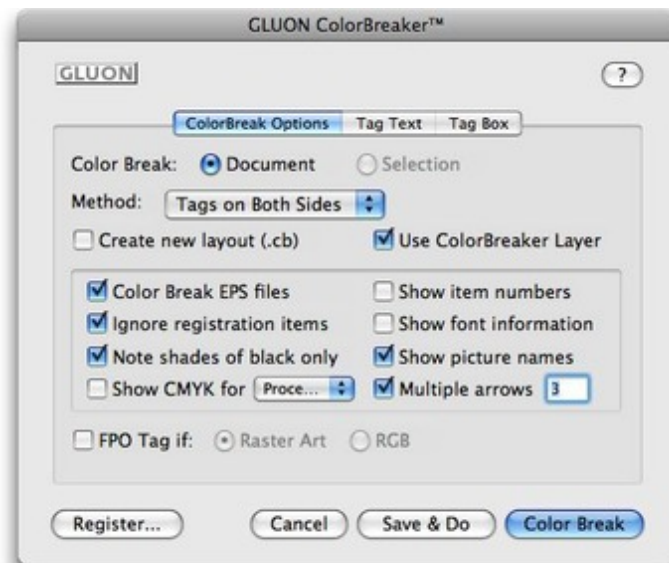 GLUON ColorBreaker™
GLUON
?
ColorBreak Options Tag Text Tag Box
Color Break: Document Selection
Method: Tags on Both Sides
Create new layout (.cb) Use ColorBreaker Layer
Color Break EPS files Show item numbers
Ignore registration items Show font information
Note shades of black only Show picture names
Show CMYK for Proce... Multiple arrows 3
FPO Tag if: Raster Art RGB
Register... Cancel Save & Do Color Break